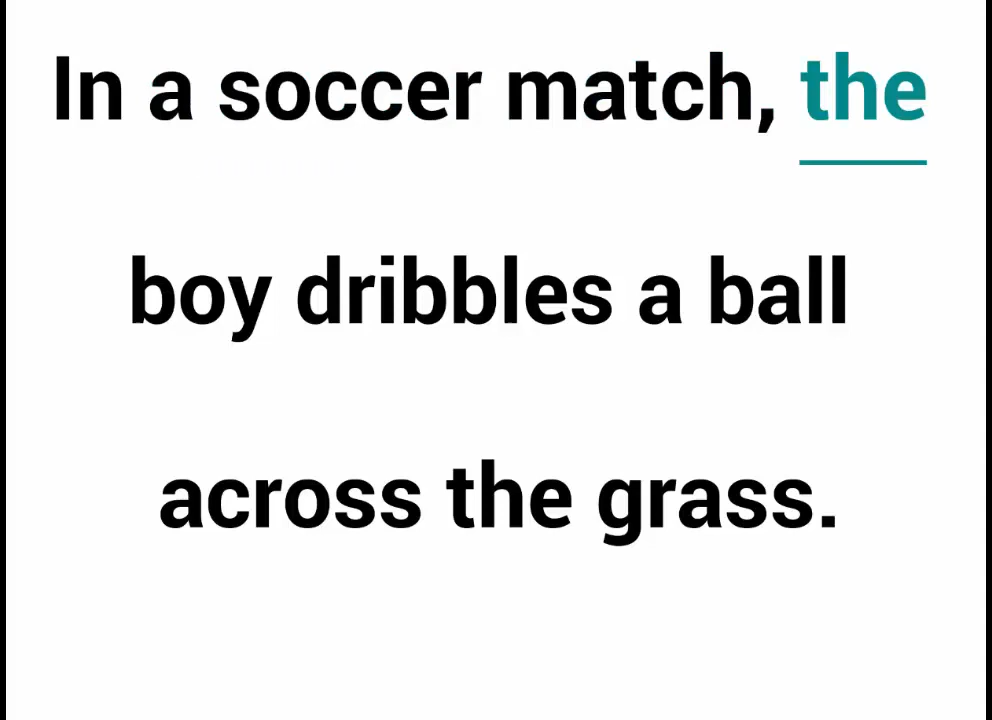 In a soccer match, the
boy dribbles a ball
across the grass.